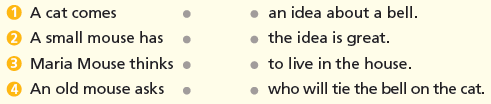 1 A cat comes • • an idea about a bell.
2 A small mouse has • • the idea is great.
3 Maria Mouse thinks • • to live in the house.
4 An old mouse asks • • who will tie the bell on the cat.